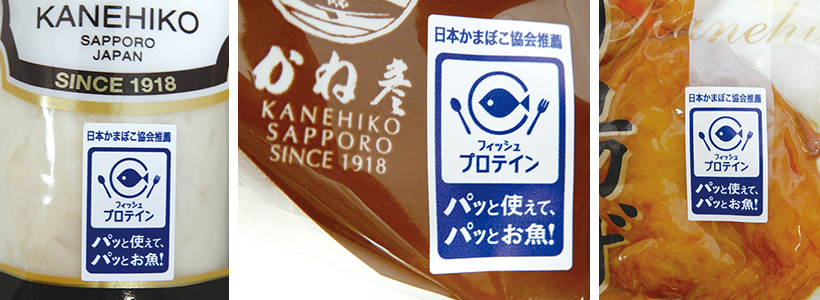 KANEHIKO
SAPPORO
JAPAN
SINCE 1918
日本かまぼこ協会推薦
フィッシュ
プロテイン
パッと使えて、
パッとお魚!
かね彦
KANEHIKO
SAPPORO
SINCE 1918
日本かまぼこ協会推薦
フィッシュ
プロテイン
パッと使えて、
パッとお魚!
Kanehi
日本かまぼこ協会推薦
フィッシュ
プロテイン
パッと使えて、
パッとお魚!